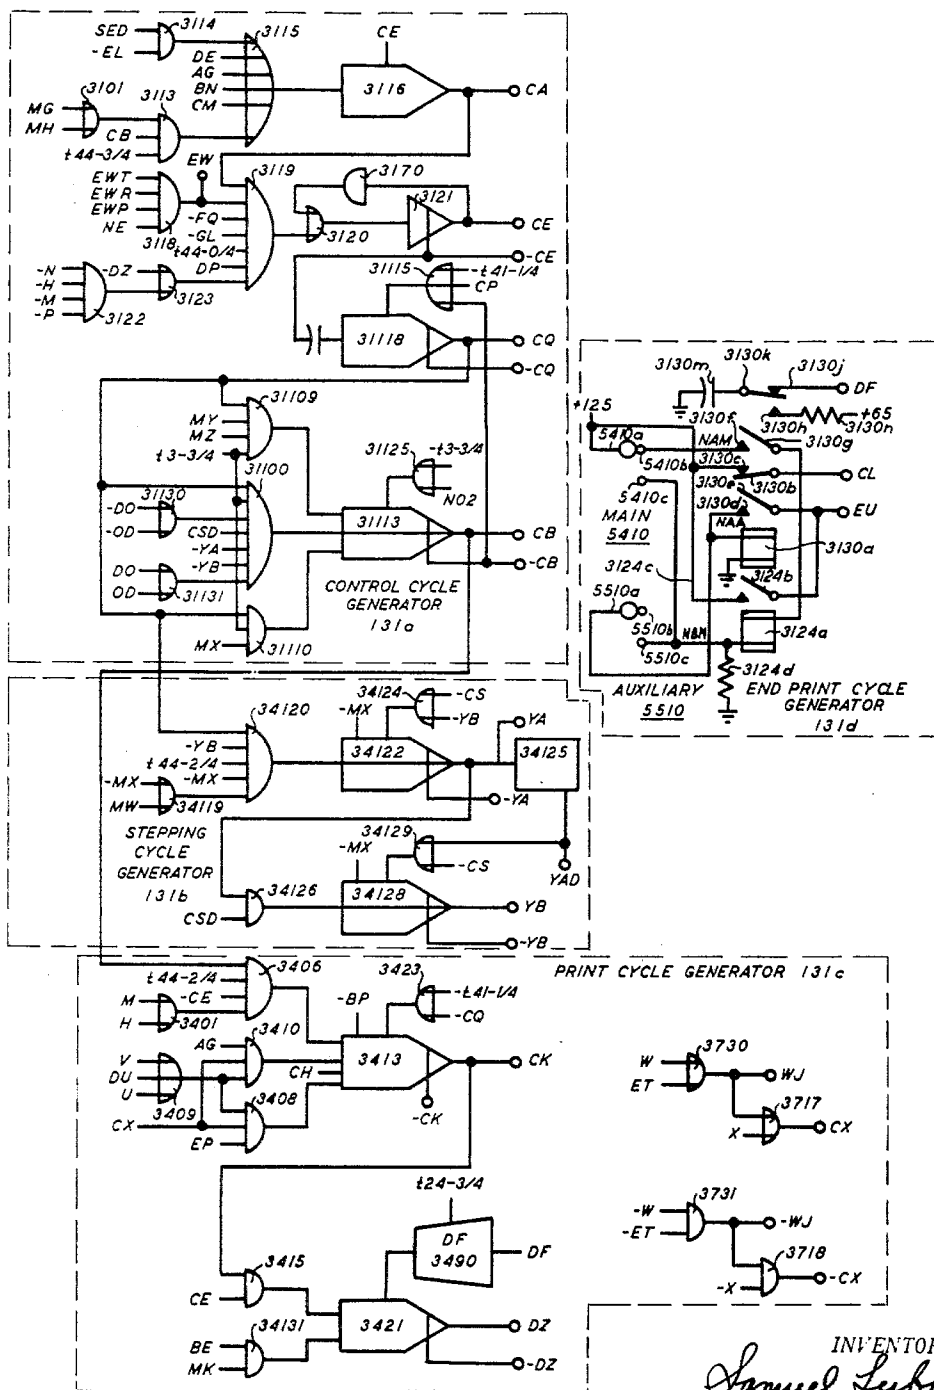 SED
-EL
3114
3115
DE
AG
BN
CM
CE
3116
CA
MG
MH
3101
3113
CB
t44-3/4
EW
EWT
EWR
EWP
NE
3118
3119
-FQ
-GL
t44-0/4
DP
3170
3121
3120
CE
-CE
-N
-H
-M
-P
3122
-DZ
3123
31115
-t41-1/4
CP
31118
CQ
-CQ
31109
MY
MZ
t3-3/4
31100
31125
-t3-3/4
NO2
31130
-DO
-OD
CSD
-YA
-YB
31113
CB
-CB
DO
OD
31131
CONTROL CYCLE
GENERATOR
131a
MX
31110
3130m
3130k
3130j
DF
+125
3130f
3130h
+65
3130n
5410a
NAM
3130g
5410b
3130c
CL
5410c
3130e
3130b
3130d
EU
MAIN
5410
NAA
3130a
3124c
3124b
5510a
5510b
NBM
3124a
5510c
3124d
AUXILIARY
5510
END PRINT CYCLE
GENERATOR
131d
34120
-YB
t44-2/4
-MX
-MX
MW
34119
-MX
34124
-CS
-YB
34122
YA
34125
-YA
STEPPING
CYCLE
GENERATOR
131b
34129
-MX
-CS
YAD
34126
CSD
34128
YB
-YB
PRINT CYCLE GENERATOR 131c
3406
t44-2/4
-CE
M
H
3401
3423
-t41-1/4
-CQ
-BP
3410
AG
3413
CK
V
DU
U
3409
CH
3408
-CK
CX
EP
W
ET
3730
WJ
3717
X
CX
t24-3/4
-W
-ET
3731
-WJ
DF
3490
DF
3718
-X
-CX
3415
CE
3421
DZ
34131
BE
MK
-DZ
INVENTOR
Samuel